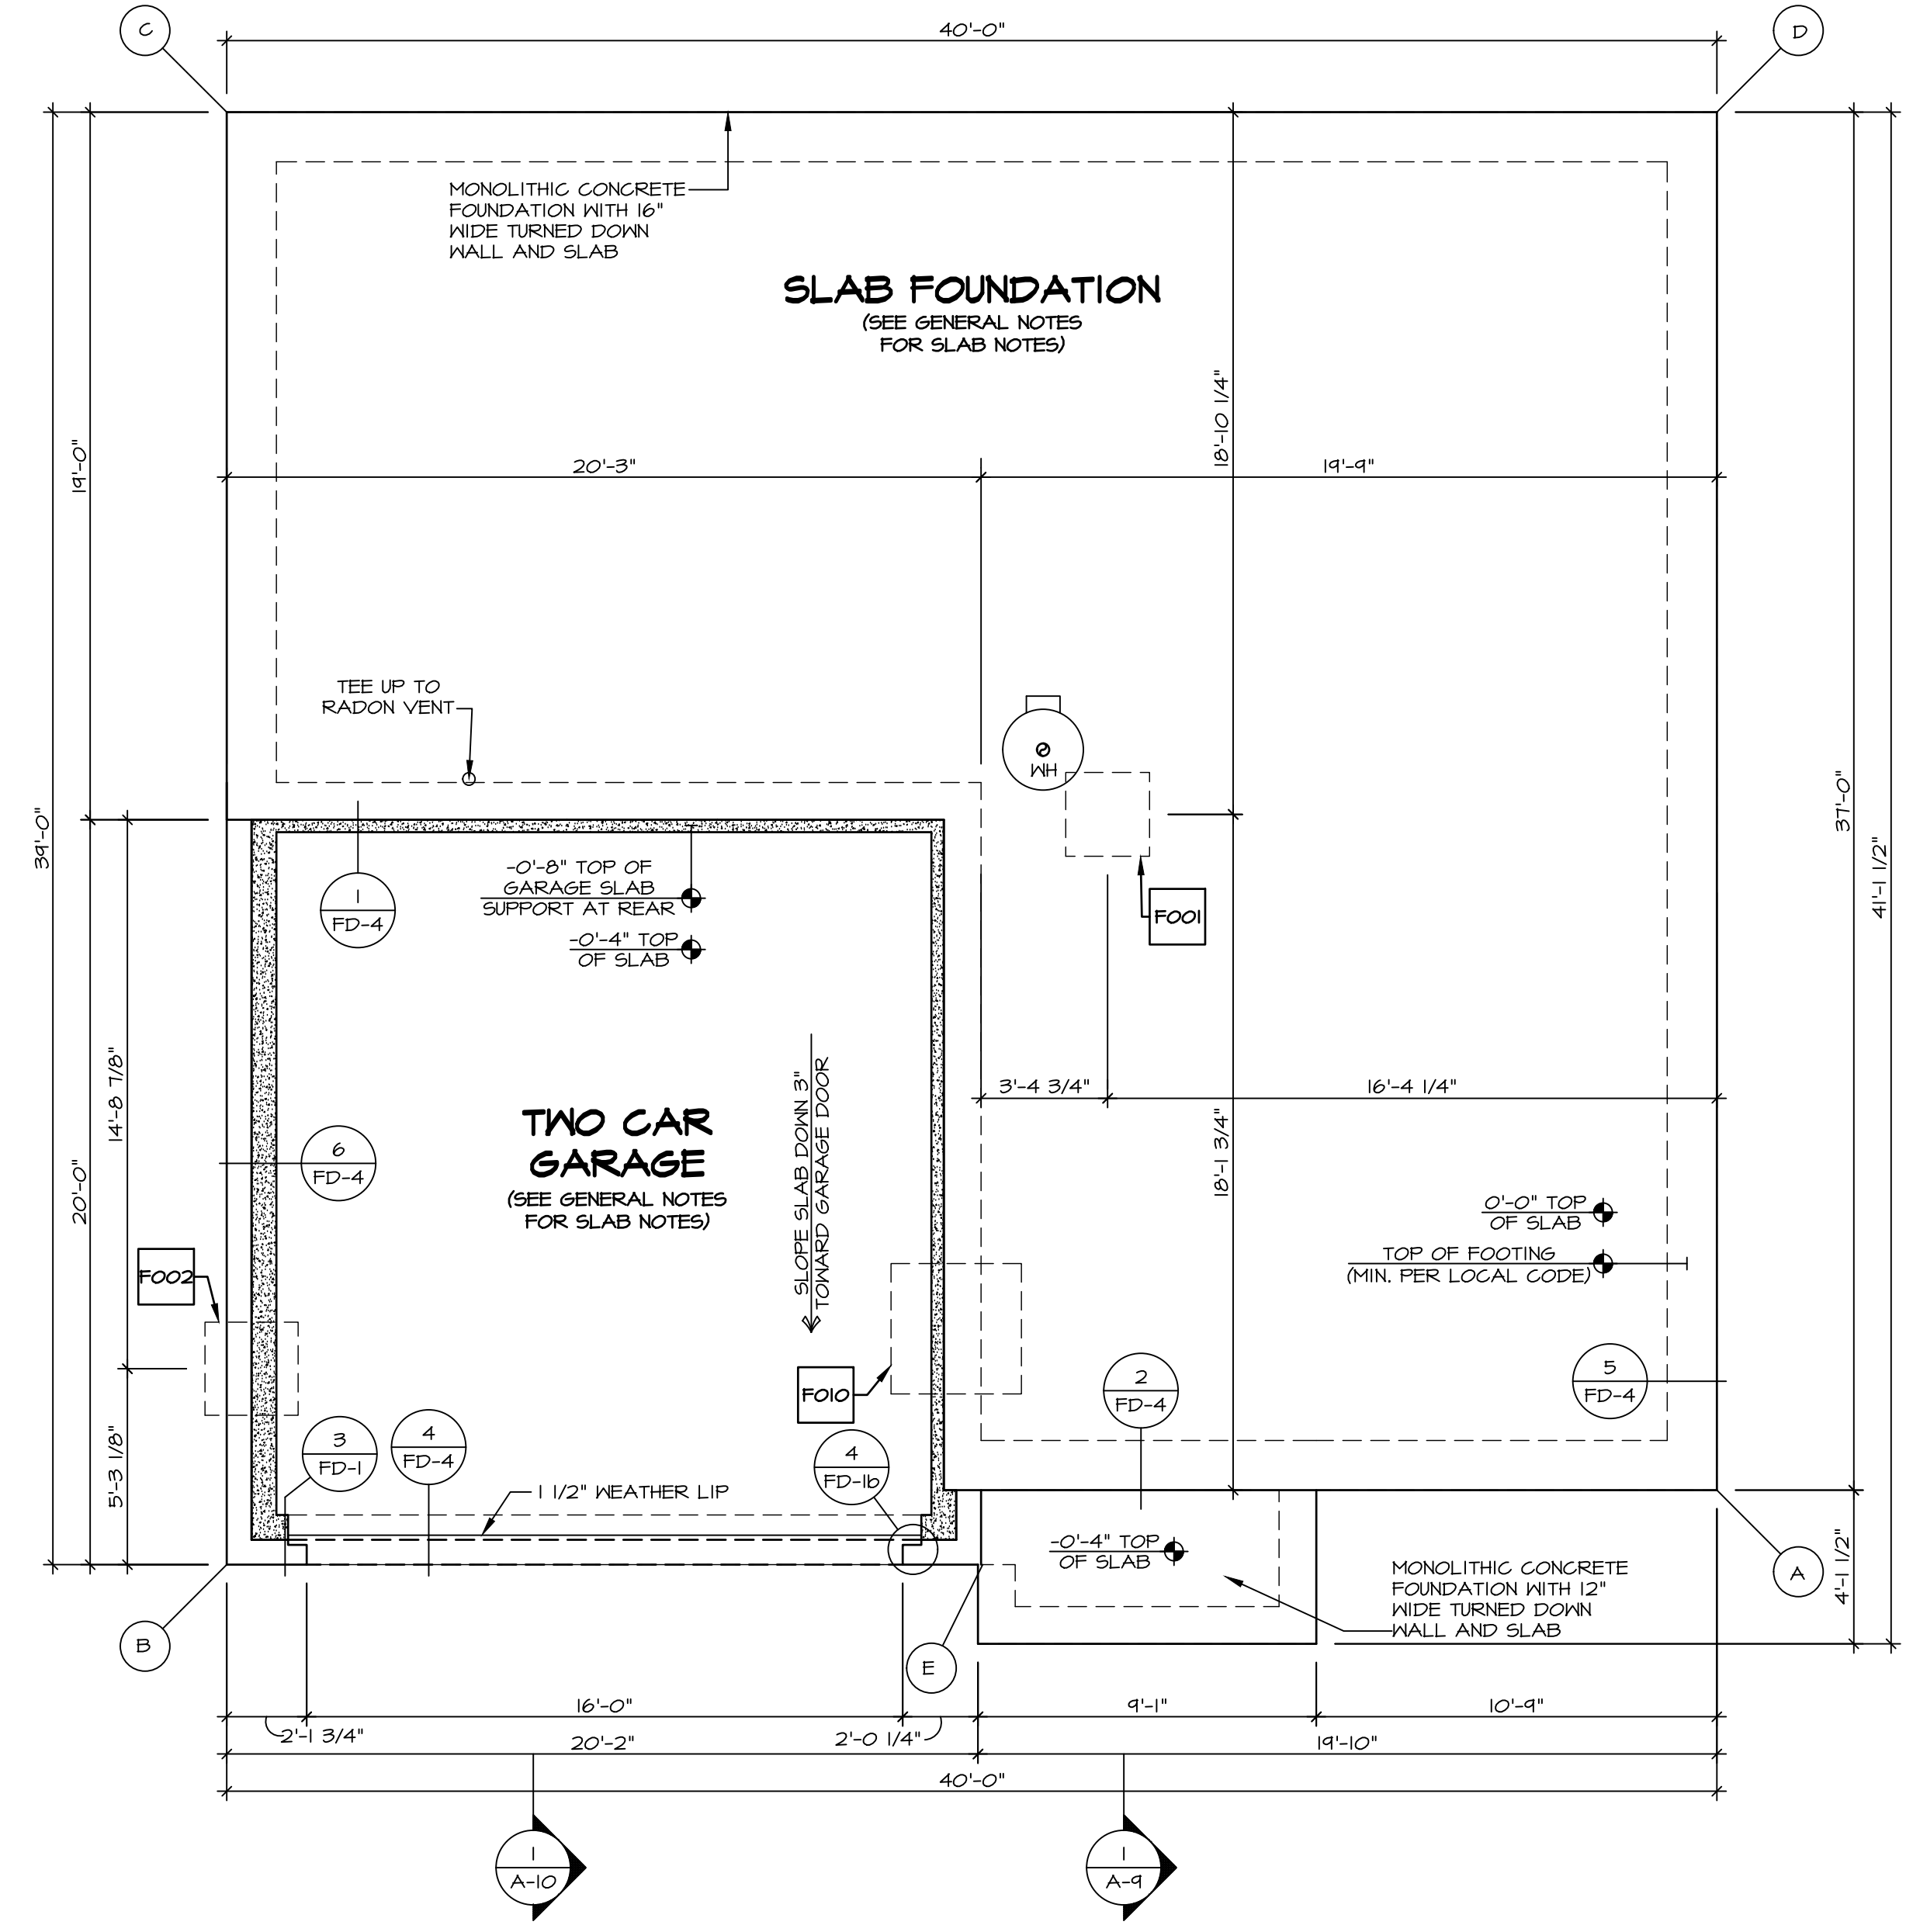 C
40'-0"
D
MONOLITHIC CONCRETE
FOUNDATION WITH 16"
WIDE TURNED DOWN
WALL AND SLAB
SLAB FOUNDATION
(SEE GENERAL NOTES
FOR SLAB NOTES)
18'-10 1/4"
19'-0"
20'-3"
19'-9"
TEE UP TO
RADON VENT
WH
39'-0"
37'-0"
41'-1 1/2"
1
FD-4
-0'-8" TOP OF
GARAGE SLAB
SUPPORT AT REAR
-0'-4" TOP
OF SLAB
F001
14'-8 7/8"
20'-0"
3'-4 3/4"
16'-4 1/4"
18'-1 3/4"
TWO CAR
GARAGE
(SEE GENERAL NOTES
FOR SLAB NOTES)
SLOPE SLAB DOWN 3"
TOWARD GARAGE DOOR
6
FD-4
0'-0" TOP
OF SLAB
TOP OF FOOTING
(MIN. PER LOCAL CODE)
F002
F010
2
FD-4
5
FD-4
5'-3 1/8"
3
FD-1
4
FD-4
4
FD-1b
1 1/2" WEATHER LIP
-0'-4" TOP
OF SLAB
MONOLITHIC CONCRETE
FOUNDATION WITH 12"
WIDE TURNED DOWN
WALL AND SLAB
A
4'-1 1/2"
B
E
16'-0"
9'-1"
10'-9"
2'-1 3/4"
2'-0 1/4"
20'-2"
19'-10"
40'-0"
1
A-10
1
A-9